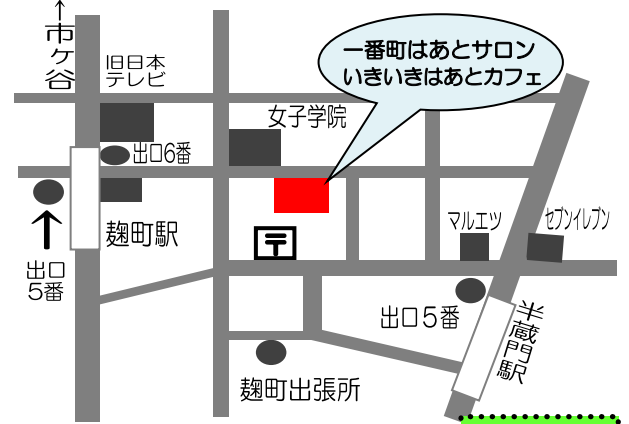 ↑
市ヶ谷
旧日本
テレビ
一番町はあとサロン
いきいきはあとカフェ
女子学院
出口6番
麹町駅
出口
5番
〒
マルエツ
セブンイレブン
出口5番
半蔵門駅
麹町出張所